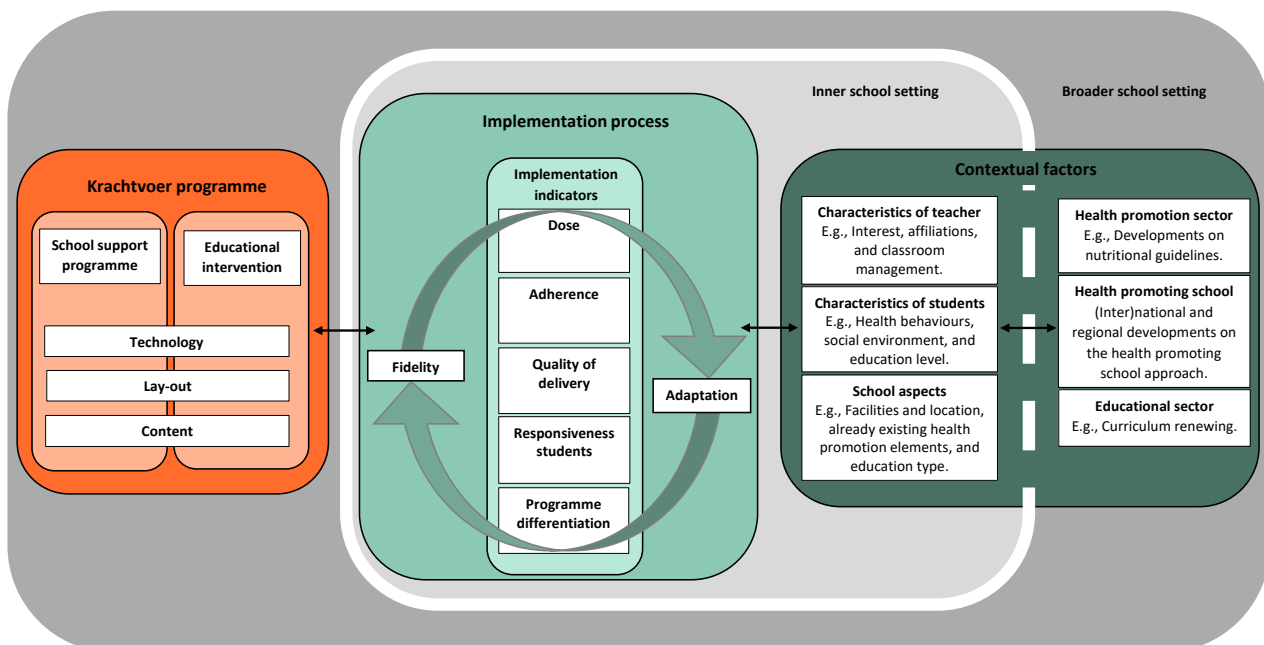 Inner school setting
Broader school setting
Krachtvoer programme
School support
programme
Educational
intervention
Technology
Lay-out
Content
Implementation process
Implementation
indicators
Dose
Adherence
Quality of
delivery
Responsiveness
students
Programme
differentiation
Fidelity
Adaptation
Contextual factors
Characteristics of teacher
E.g., Interest, affiliations,
and classroom
management.
Characteristics of students
E.g., Health behaviours,
social environment, and
education level.
School aspects
E.g., Facilities and location,
already existing health
promotion elements, and
education type.
Health promotion sector
E.g., Developments on
nutritional guidelines.
Health promoting school
(Inter)national and
regional developments on
the health promoting
school approach.
Educational sector
E.g., Curriculum renewing.